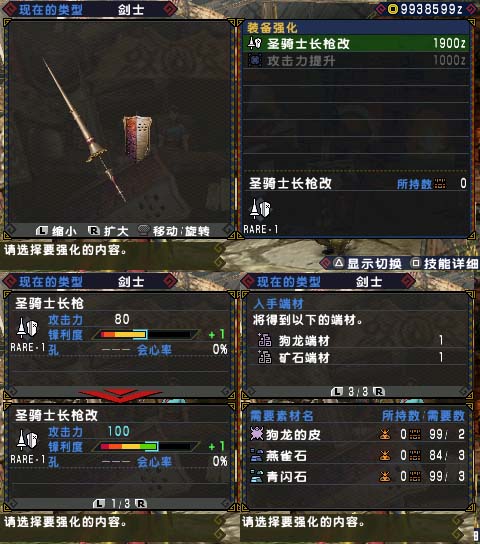 现在的类型 剑士
9938599z
装备强化
圣骑士长枪改 1900z
攻击力提升 1000z
圣骑士长枪改 所持数 0
RARE-1
L 缩小 R 扩大 移动/旋转
请选择要强化的内容。
△显示切换 □技能详细
现在的类型 剑士
圣骑士长枪
攻击力 80
锋利度 +1
RARE-1 孔 --- 会心率 0%
圣骑士长枪改
攻击力 100
锋利度 +1
RARE-1 孔 --- 会心率 0%
L 1/3 R
请选择要强化的内容。
现在的类型 剑士
入手端材
将得到以下的端材。
狗龙端材 1
矿石端材 1
L 3/3 R
需要素材名 所持数/需要数
狗龙的皮 0 99/ 2
燕雀石 0 84/ 3
青闪石 0 99/ 3
请选择要强化的内容。